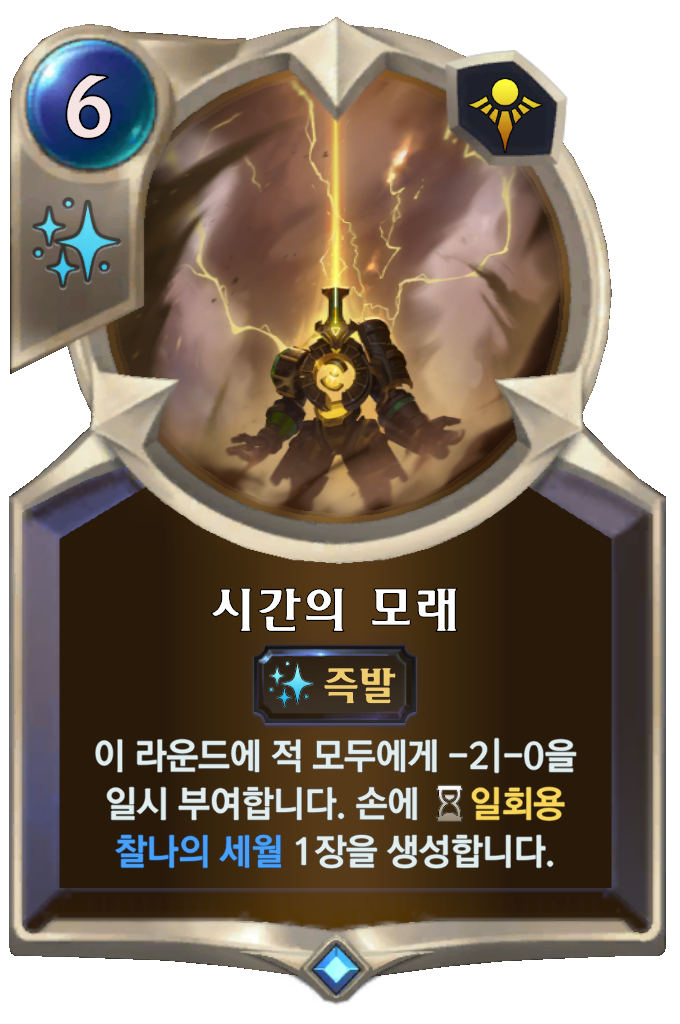 6
시간의 모래
즉발
이 라운드에 적 모두에게 -2|-0을
일시 부여합니다. 손에 일회용
찰나의 세월 1장을 생성합니다.